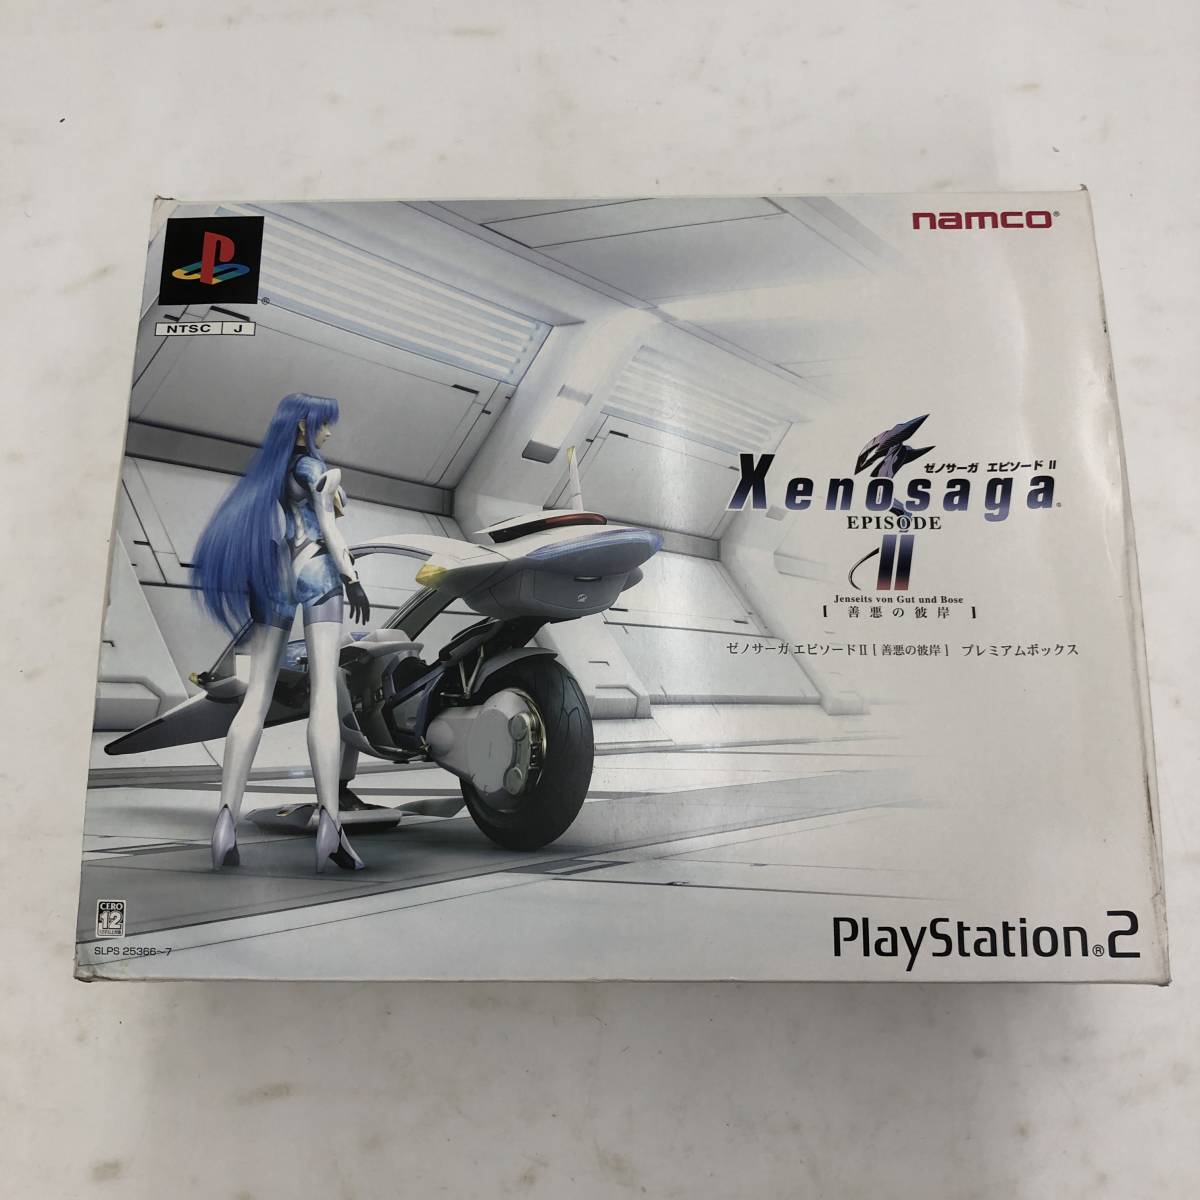 namco®
NTSC J
ゼノサーガ エピソード II
Xenosaga®
EPISODE
II
Jenseits von Gut und Bose
[ 善悪の彼岸 ]
ゼノサーガ エピソードII [ 善悪の彼岸 ] プレミアムボックス
CERO
12
SLPS 25366~7
PlayStation®2